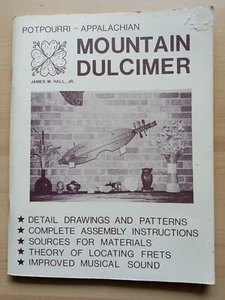 POTPOURRI - APPALACHIAN
MOUNTAIN
DULCIMER
JAMES M. HALL, JR.
★ DETAIL DRAWINGS AND PATTERNS
★ COMPLETE ASSEMBLY INSTRUCTIONS
★ SOURCES FOR MATERIALS
★ THEORY OF LOCATING FRETS
★ IMPROVED MUSICAL SOUND